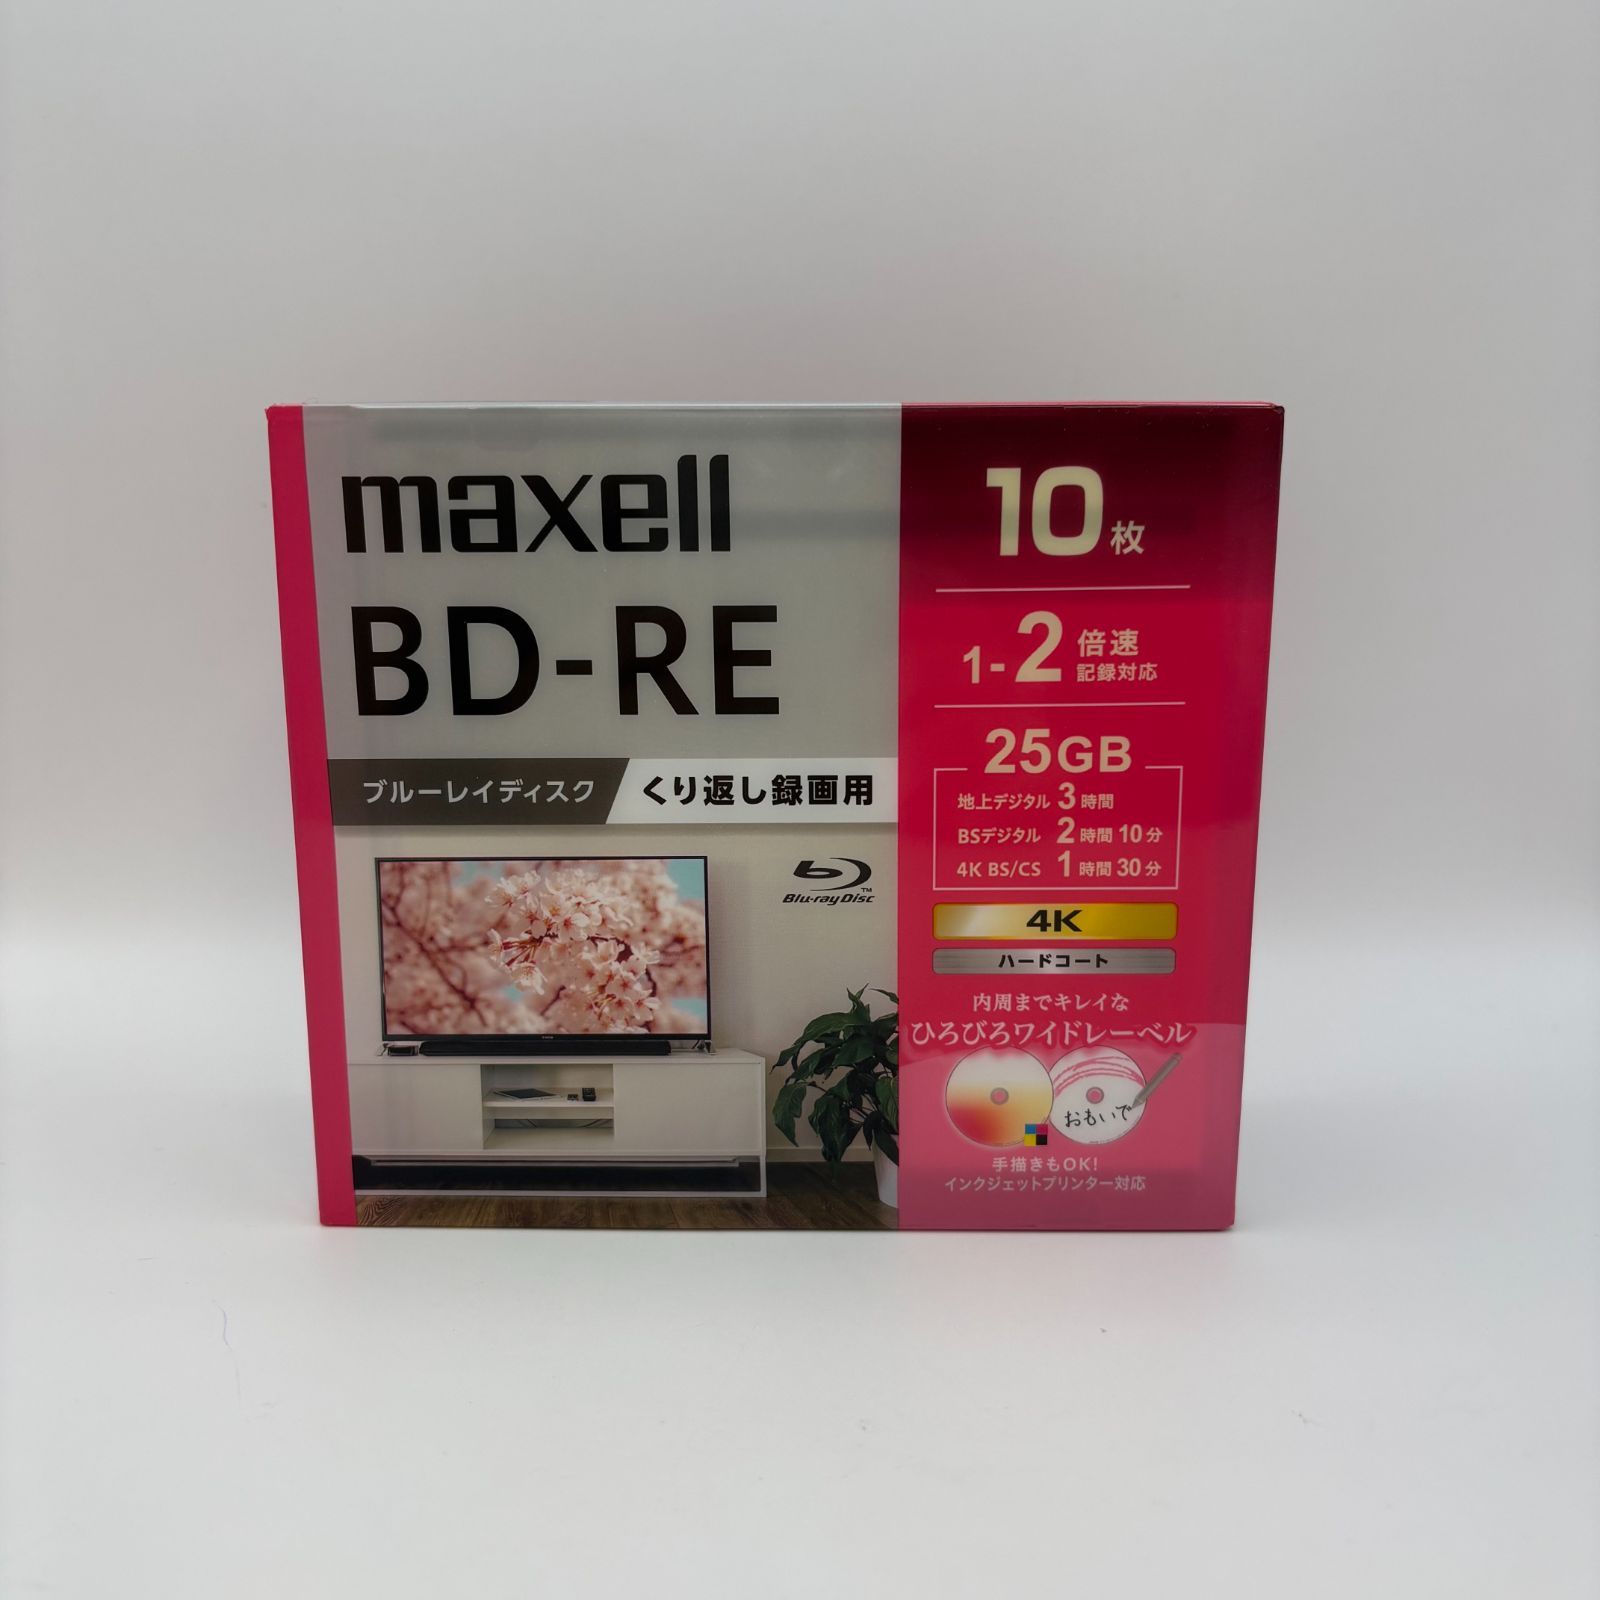 maxell
BD-RE
ブルーレイディスク くり返し録画用
Blu-ray Disc™
10枚
1-2倍速
記録対応
25GB
地上デジタル 3時間
BSデジタル 2時間10分
4K BS/CS 1時間30分
4K
ハードコート
内周までキレイな
ひろびろワイドレーベル
おもいで
手描きもOK!
インクジェットプリンター対応